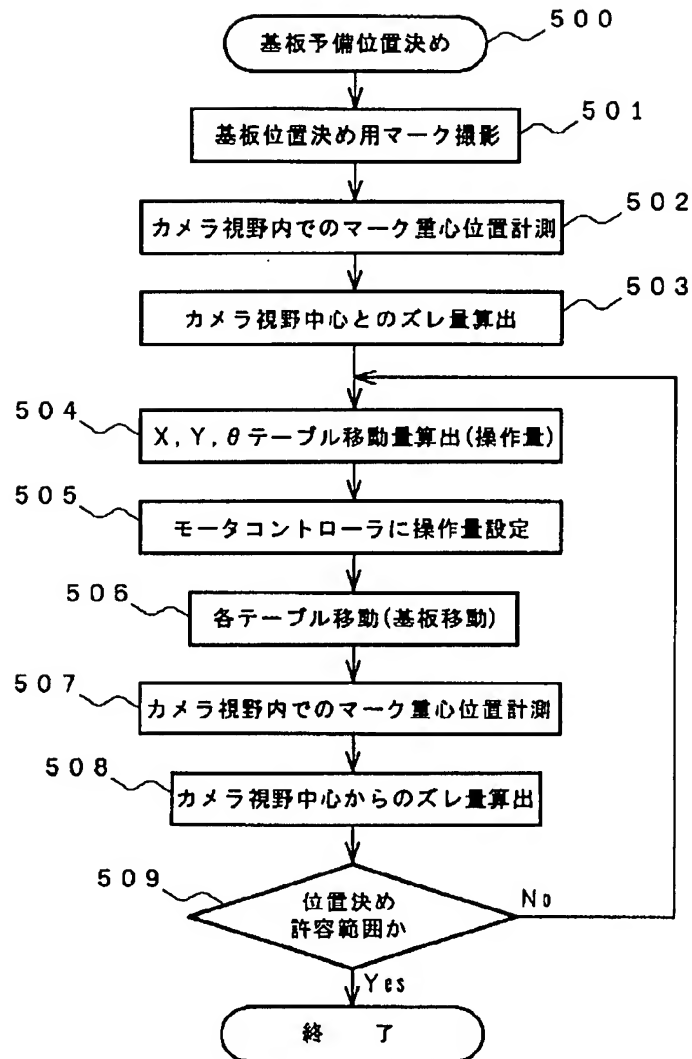 基板予備位置決め
500
基板位置決め用マーク撮影
501
カメラ視野内でのマーク重心位置計測
502
カメラ視野中心とのズレ量算出
503
504
X, Y, θテーブル移動量算出(操作量)
505
モータコントローラに操作量設定
506
各テーブル移動(基板移動)
507
カメラ視野内でのマーク重心位置計測
508
カメラ視野中心からのズレ量算出
509
位置決め
許容範囲か
No
Yes
終 了